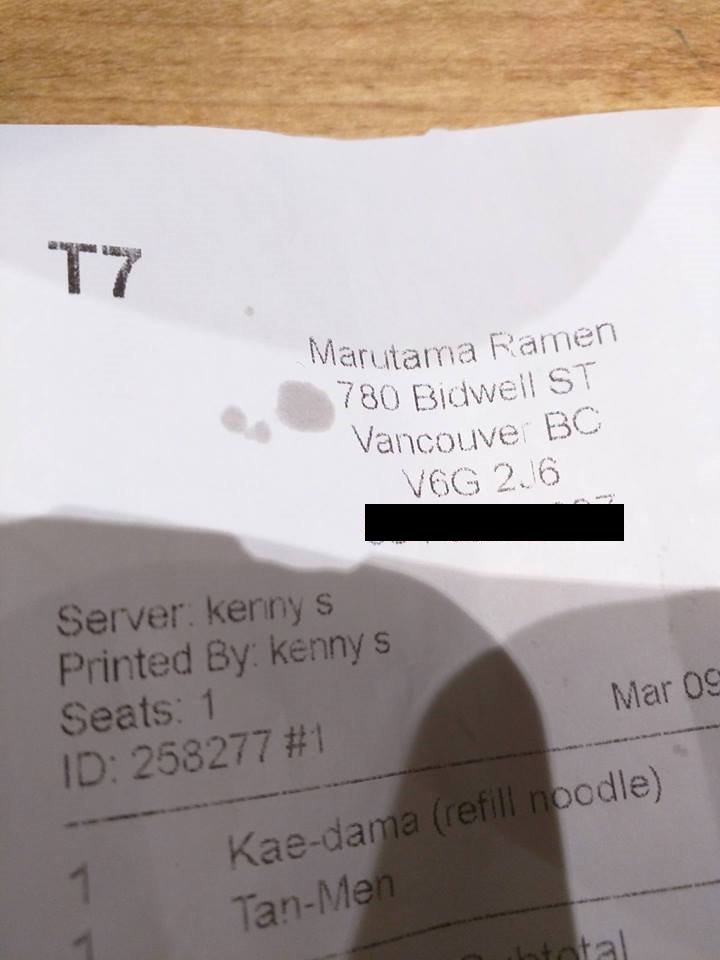 T7
Marutama Ramen
780 Bidwell ST
Vancouver BC
V6G 2J6
Server: kenny s
Printed By: kenny s
Seats: 1
ID: 258277 #1
Mar 09
1 Kae-dama (refill noodle)
1 Tan-Men
Subtotal